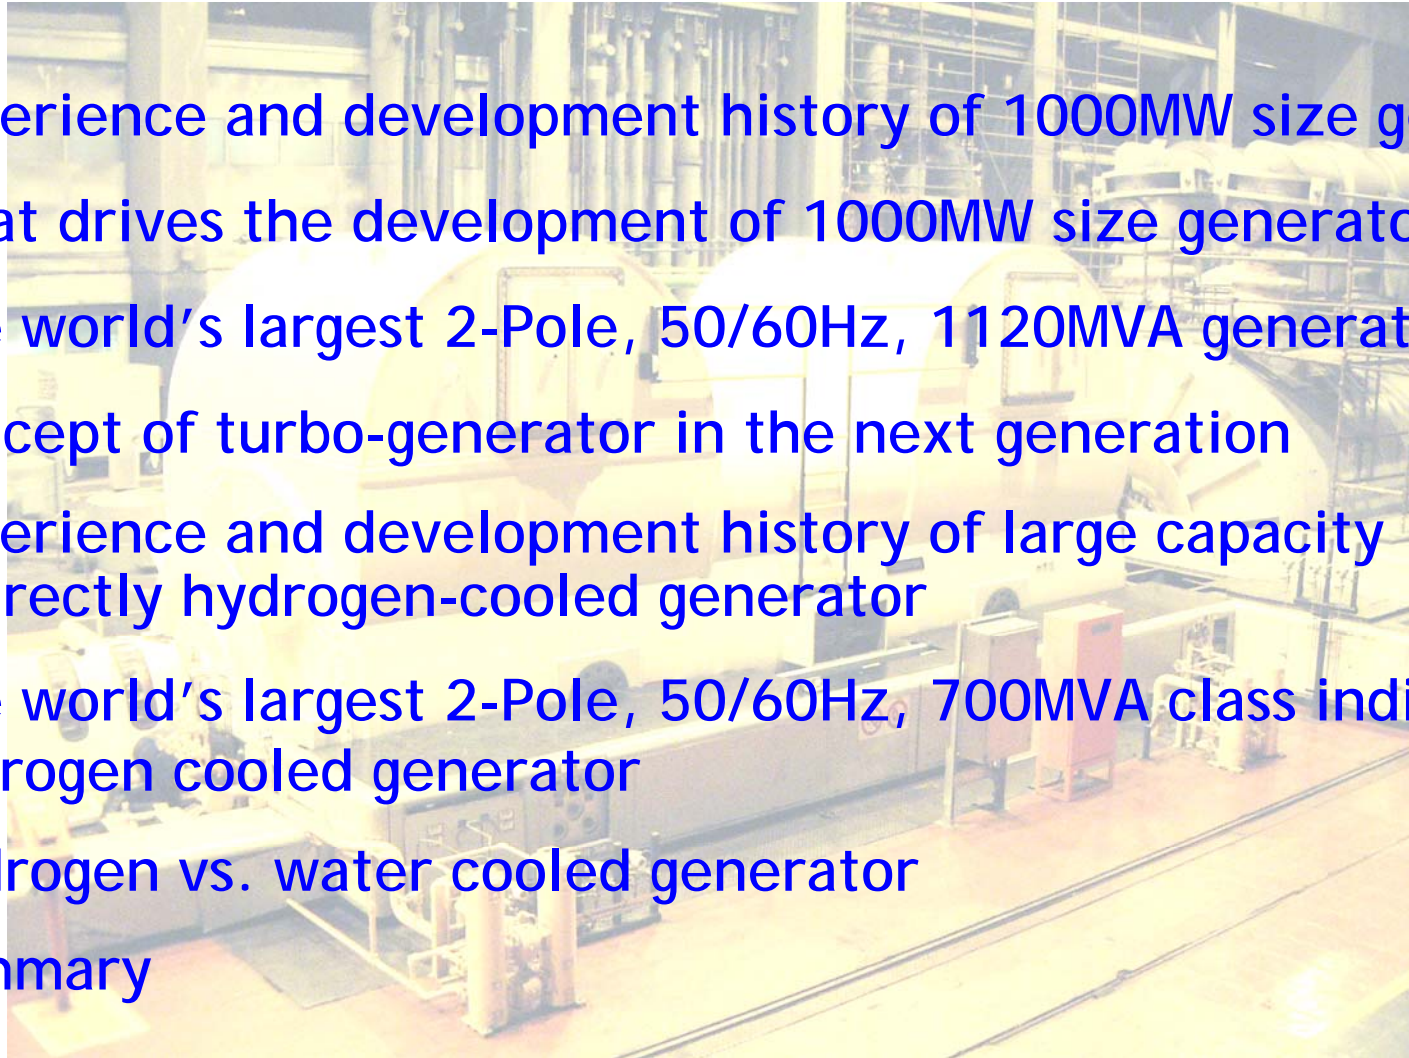 erience and development history of 1000MW size g
at drives the development of 1000MW size generato
world's largest 2-Pole, 50/60Hz, 1120MVA generat
cept of turbo-generator in the next generation
erience and development history of large capacity
rectly hydrogen-cooled generator
world's largest 2-Pole, 50/60Hz, 700MVA class indi
rogen cooled generator
rogen vs. water cooled generator
mary